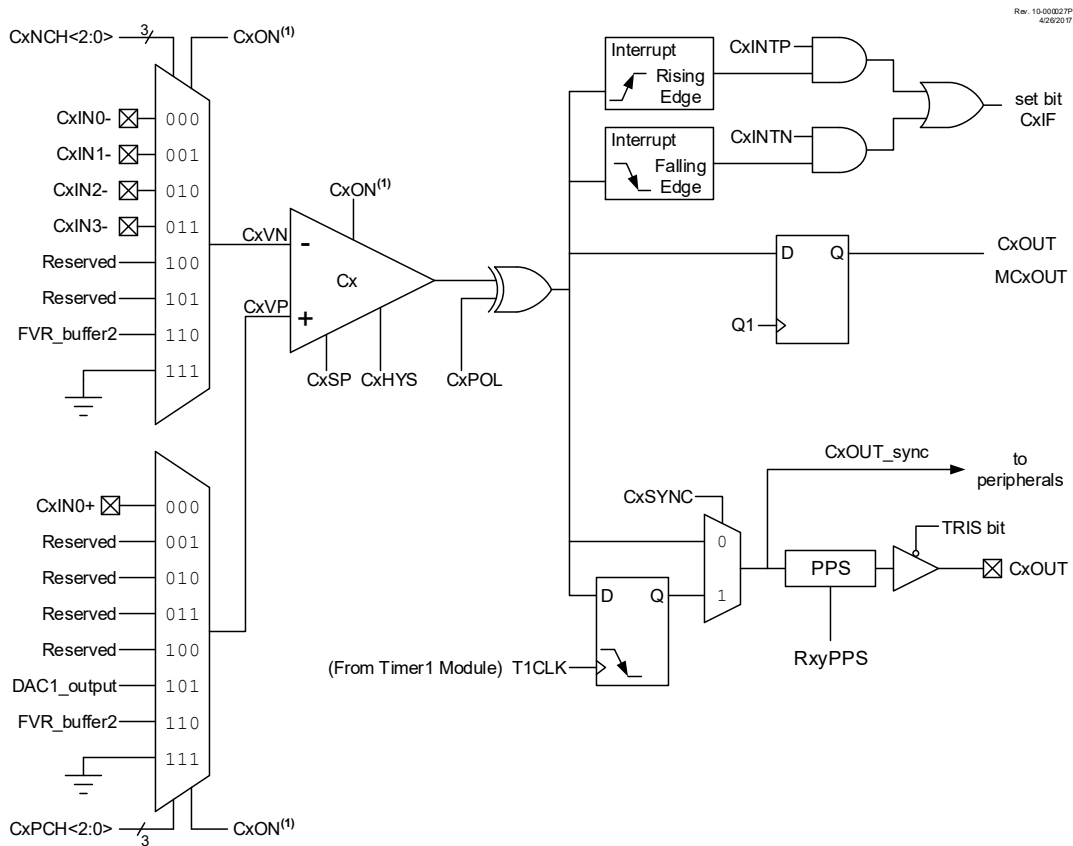 Rev. 10-000027P
4/26/2017
CxNCH<2:0>
3
CxON(1)
CxIN0-
000
CxIN1-
001
CxIN2-
010
CxIN3-
011
Reserved
100
Reserved
101
FVR_buffer2
110
111
CxVN
CxVP
CxON(1)
-
Cx
+
CxSP
CxHYS
CxPOL
Interrupt
Rising
Edge
CxINTP
Interrupt
Falling
Edge
CxINTN
set bit
CxIF
D
Q
Q1
CxOUT
MCxOUT
CxIN0+
000
Reserved
001
Reserved
010
Reserved
011
Reserved
100
DAC1_output
101
FVR_buffer2
110
111
CxPCH<2:0>
3
CxON(1)
CxOUT_sync
to
peripherals
CxSYNC
0
1
D
Q
(From Timer1 Module) T1CLK
PPS
RxyPPS
TRIS bit
CxOUT